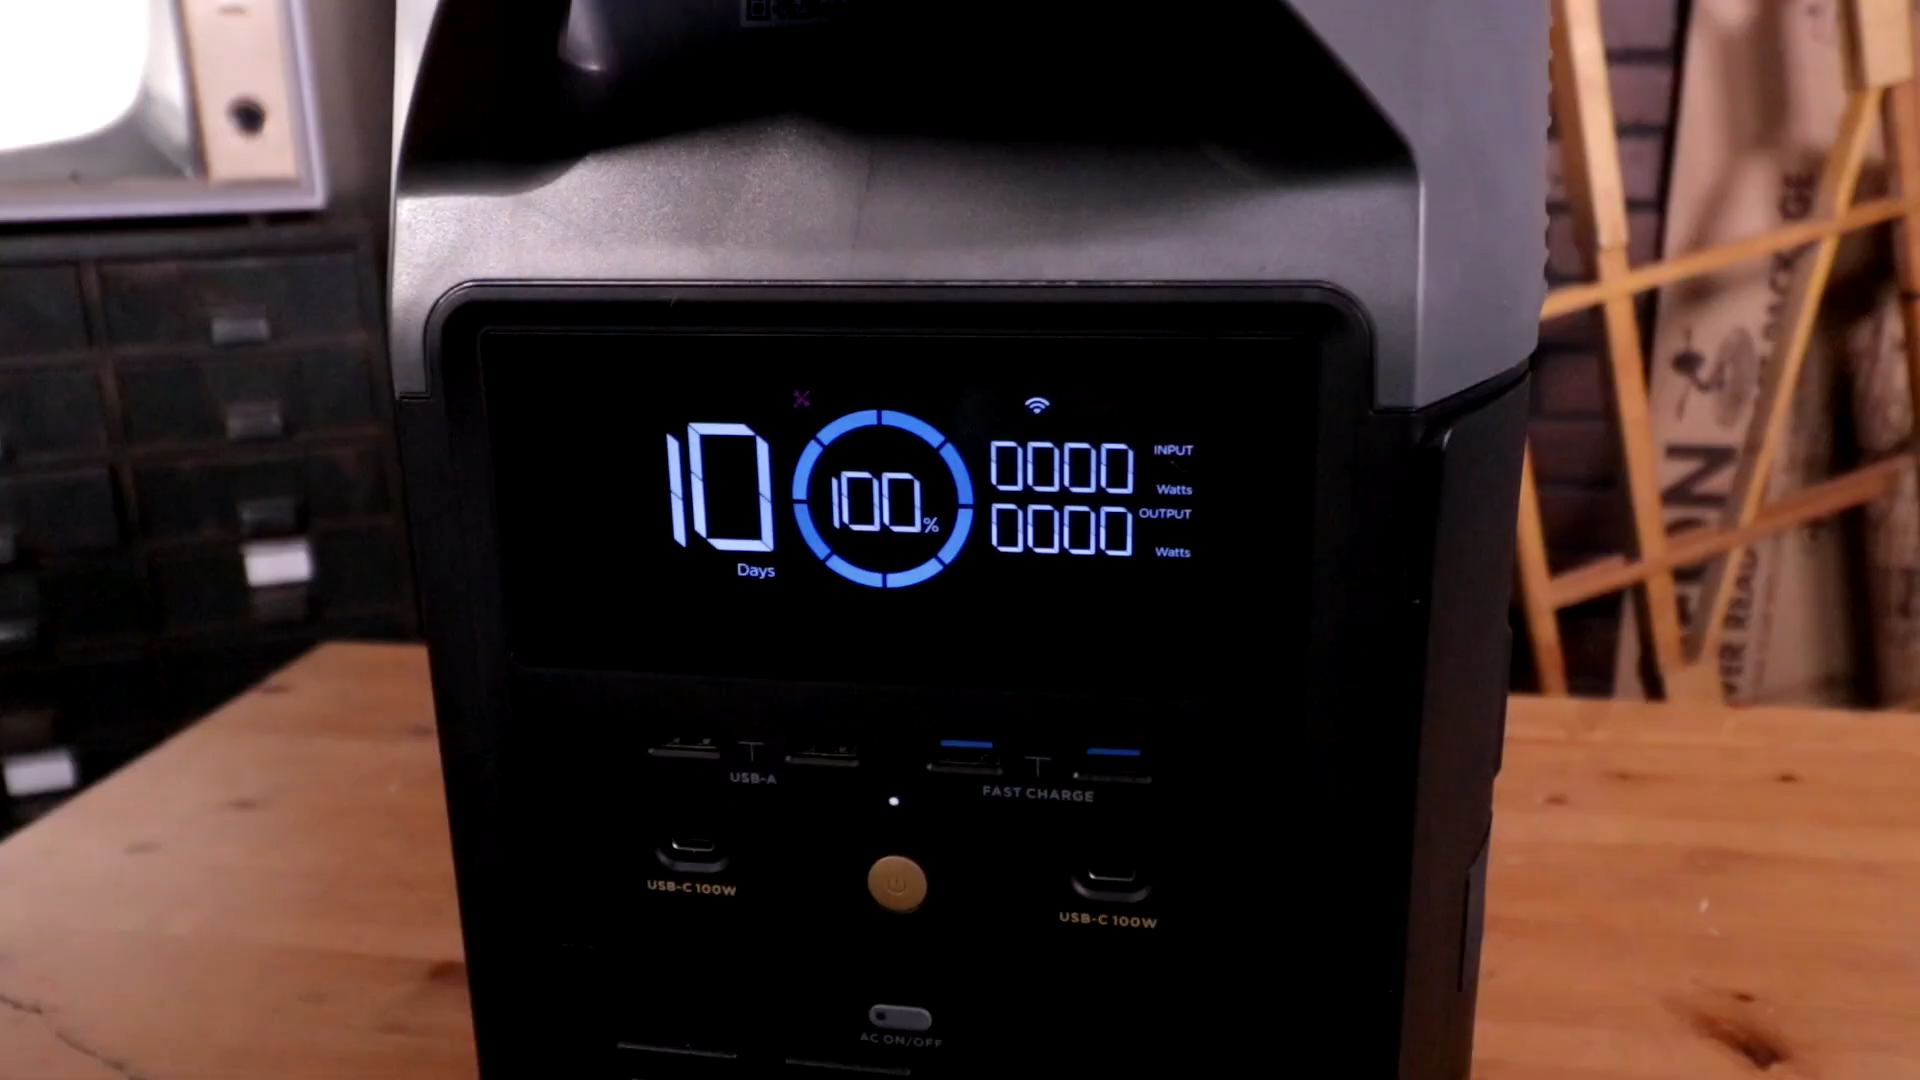 10
Days
100%
0000 INPUT
Watts
0000 OUTPUT
Watts
USB-A
FAST CHARGE
USB-C 100W
USB-C 100W
AC ON/OFF